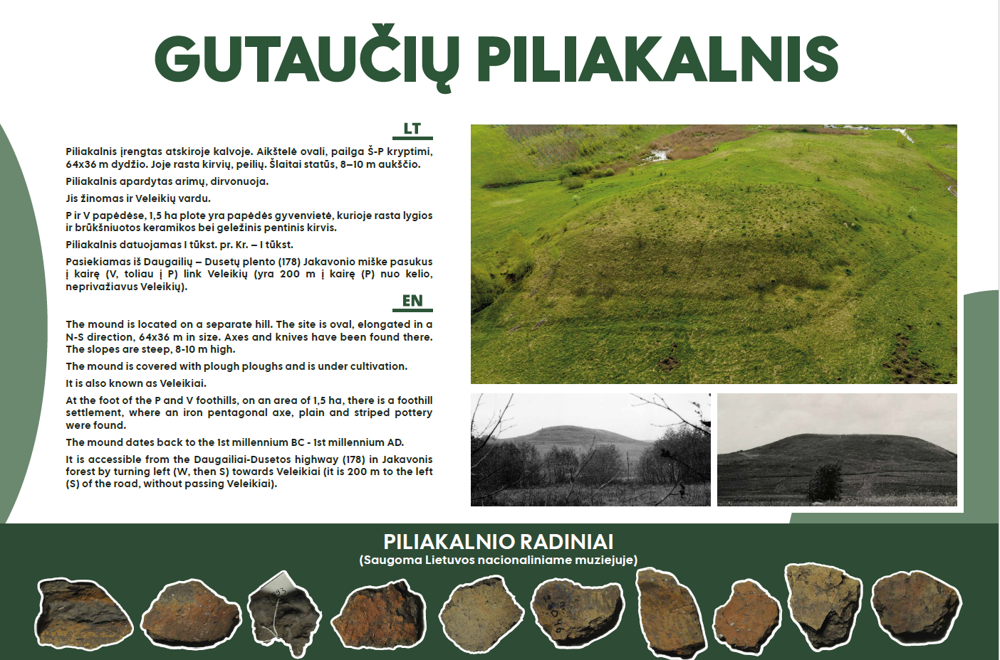 GUTAUČIŲ PILIAKALNIS
LT
Piliakalnis įrengtas atskiroje kalvoje. Aikštelė ovali, pailga Š-P kryptimi,
64x36 m dydžio. Joje rasta kirvių, peilių. Šlaitai statūs, 8–10 m aukščio.
Piliakalnis apardytas arimų, dirvonuoja.
Jis žinomas ir Veleikių vardu.
P ir V papėdėse, 1,5 ha plote yra papėdės gyvenvietė, kurioje rasta lygios
ir brūkšniuotos keramikos bei geležinis pentinis kirvis.
Piliakalnis datuojamas I tūkst. pr. Kr. – I tūkst.
Pasiekiamas iš Daugailių – Dusetų plento (178) Jakavonio miške pasukus
į kairę (V, toliau į P) link Veleikių (yra 200 m į kairę (P) nuo kelio,
neprivažiavus Veleikių).
EN
The mound is located on a separate hill. The site is oval, elongated in a
N-S direction, 64x36 m in size. Axes and knives have been found there.
The slopes are steep, 8-10 m high.
The mound is covered with plough ploughs and is under cultivation.
It is also known as Veleikiai.
At the foot of the P and V foothills, on an area of 1,5 ha, there is a foothill
settlement, where an iron pentagonal axe, plain and striped pottery
were found.
The mound dates back to the 1st millennium BC - 1st millennium AD.
It is accessible from the Daugailiai-Dusetos highway (178) in Jakavonis
forest by turning left (W, then S) towards Veleikiai (it is 200 m to the left
(S) of the road, without passing Veleikiai).
PILIAKALNIO RADINIAI
(Saugoma Lietuvos nacionaliniame muziejuje)